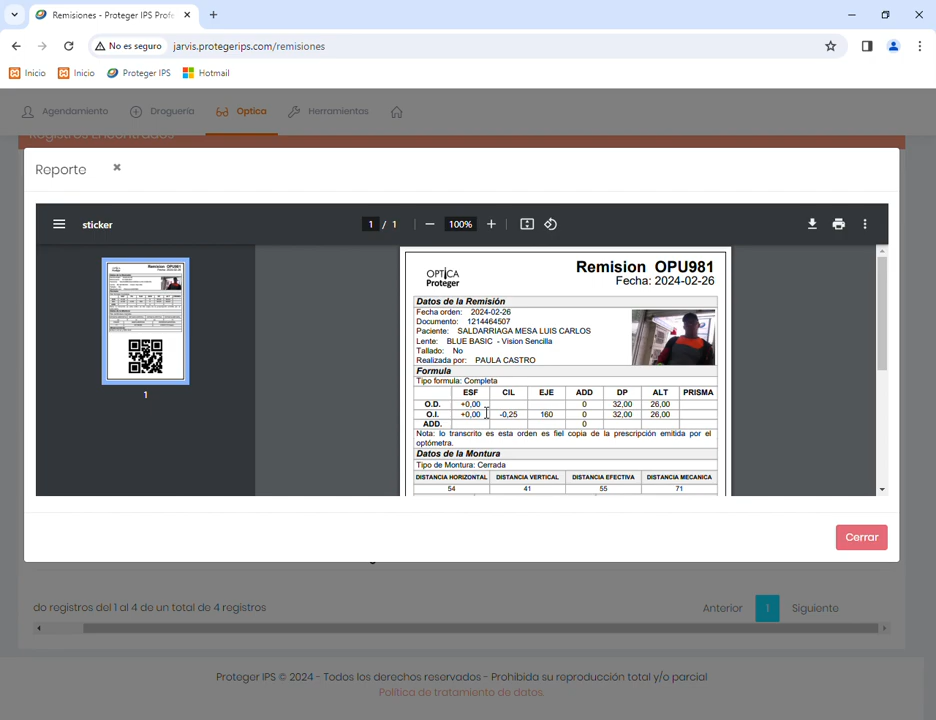 Remisiones - Proteger IPS Profe
No es seguro jarvis.protegerips.com/remisiones
Inicio Inicio Proteger IPS Hotmail
Agendamiento Droguería Optica Herramientos
Registros Encontrados
Reporte ×
sticker 1 / 1 100%
Remision OPU981
OPTICA
Proteger
Fecha: 2024-02-26
Datos de la Remisión
Fecha orden: 2024-02-26
Documento: 1214464507
Paciente: SALDARRIAGA MESA LUIS CARLOS
Lente: BLUE BASIC - Vision Sencilla
Tallado: No
Realizada por: PAULA CASTRO
Formula
Tipo formula: Completa
ESF CIL EJE ADD DP ALT PRISMA
O.D. +0,00 0 32,00 26,00
O.I. +0,00 -0,25 160 0 32,00 26,00
ADD. 0
Nota: lo transcrito es esta orden es fiel copia de la prescripción emitida por el
optómetra.
Datos de la Montura
Tipo de Montura: Cerrada
DISTANCIA HORIZONTAL DISTANCIA VERTICAL DISTANCIA EFECTIVA DISTANCIA MECANICA
54 41 55 71
1
Cerrar
do registros del 1 al 4 de un total de 4 registros
Anterior 1 Siguiente
Proteger IPS © 2024 - Todos los derechos reservados - Prohibida su reproducción total y/o parcial
Política de tratamiento de datos.